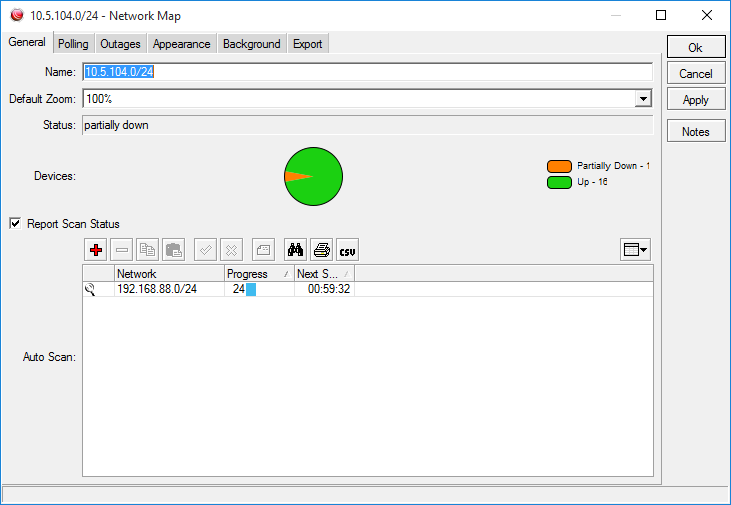 10.5.104.0/24 - Network Map
General Polling Outages Appearance Background Export
Ok
Name: 10.5.104.0/24
Cancel
Default Zoom: 100%
Apply
Status: partially down
Notes
Devices:
Partially Down - 1
Up - 16
Report Scan Status
CSV
Network Progress Next S...
192.168.88.0/24 24 00:59:32
Auto Scan: